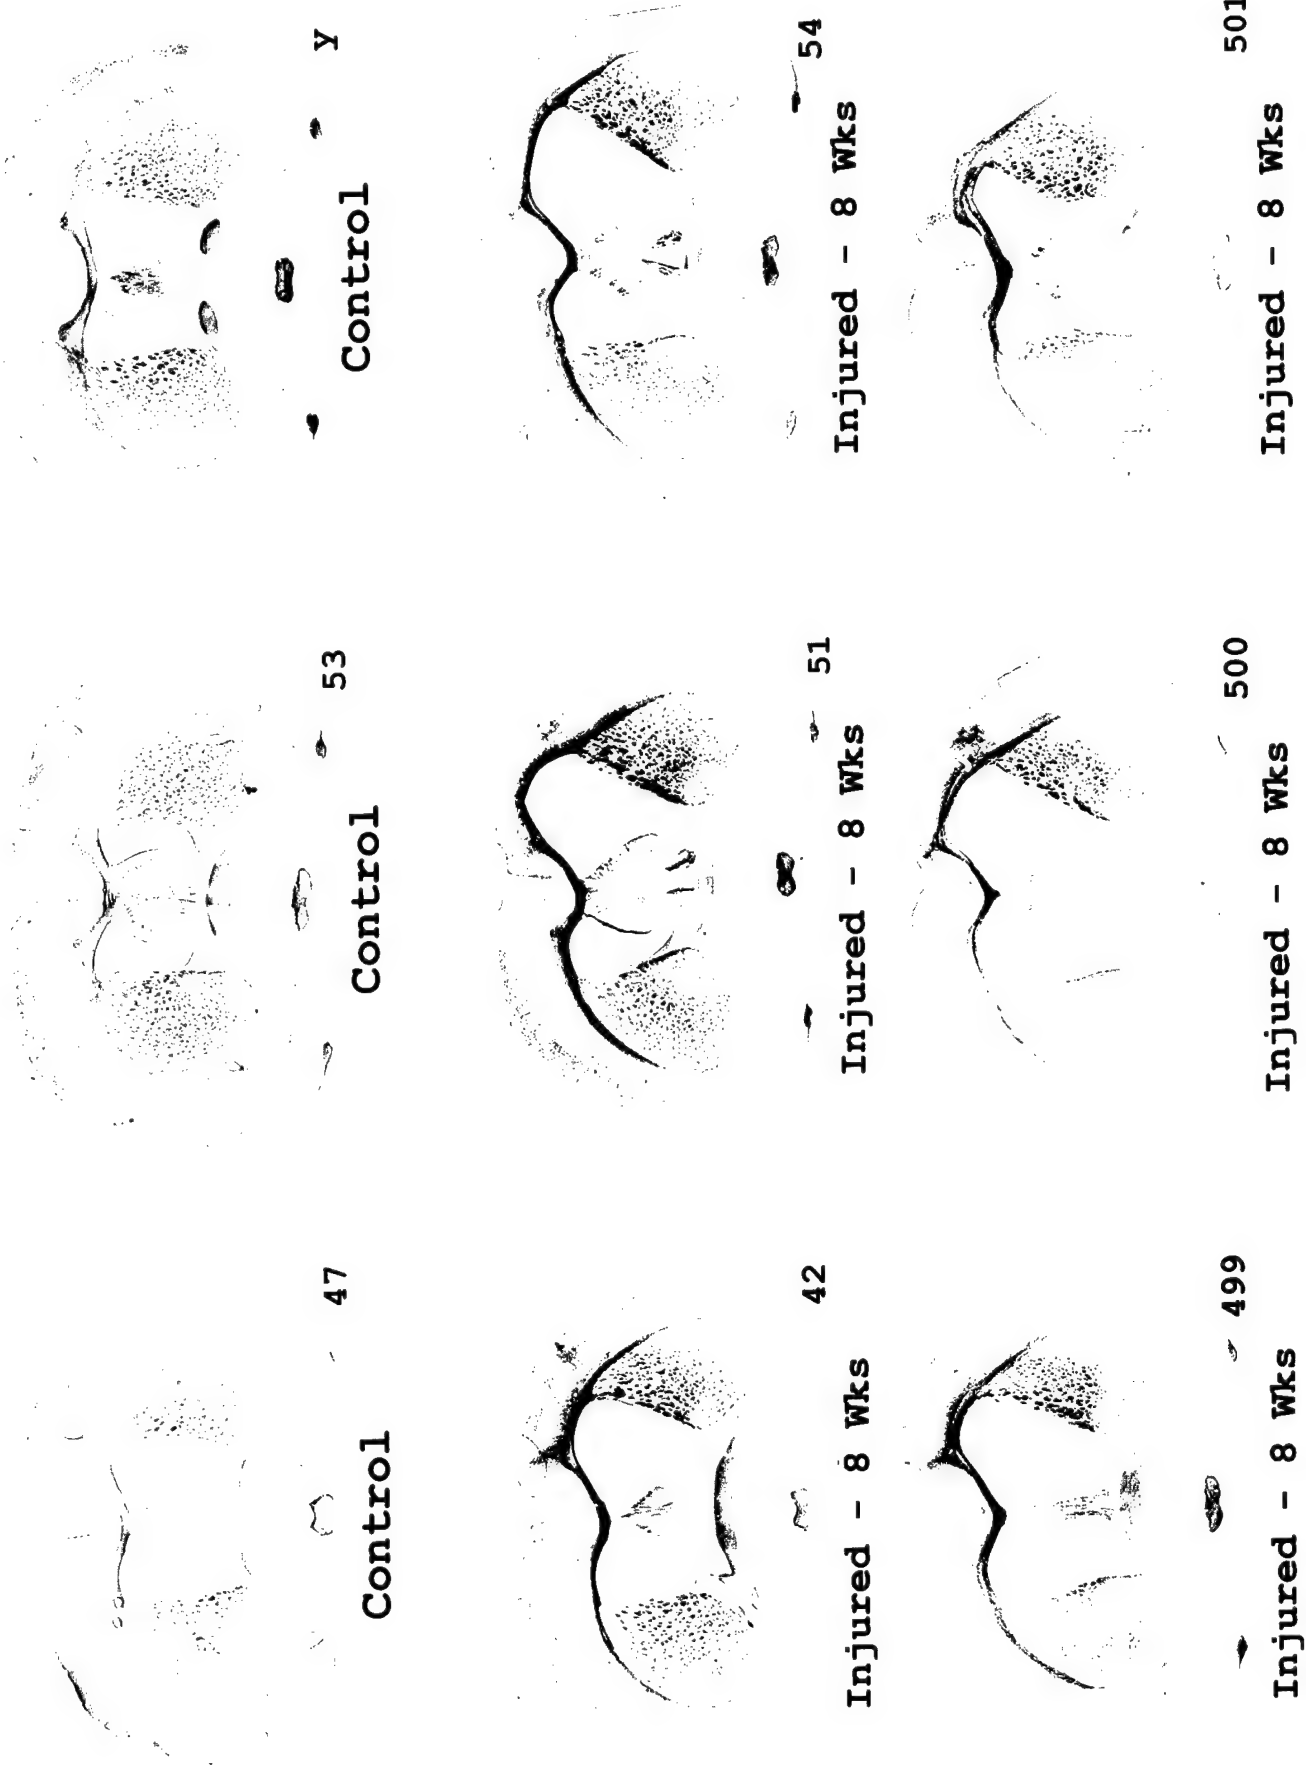 47
Control
53
Control
Y
Control
42
Injured - 8 Wks
51
Injured - 8 Wks
54
Injured - 8 Wks
499
Injured - 8 Wks
500
Injured - 8 Wks
501
Injured - 8 Wks